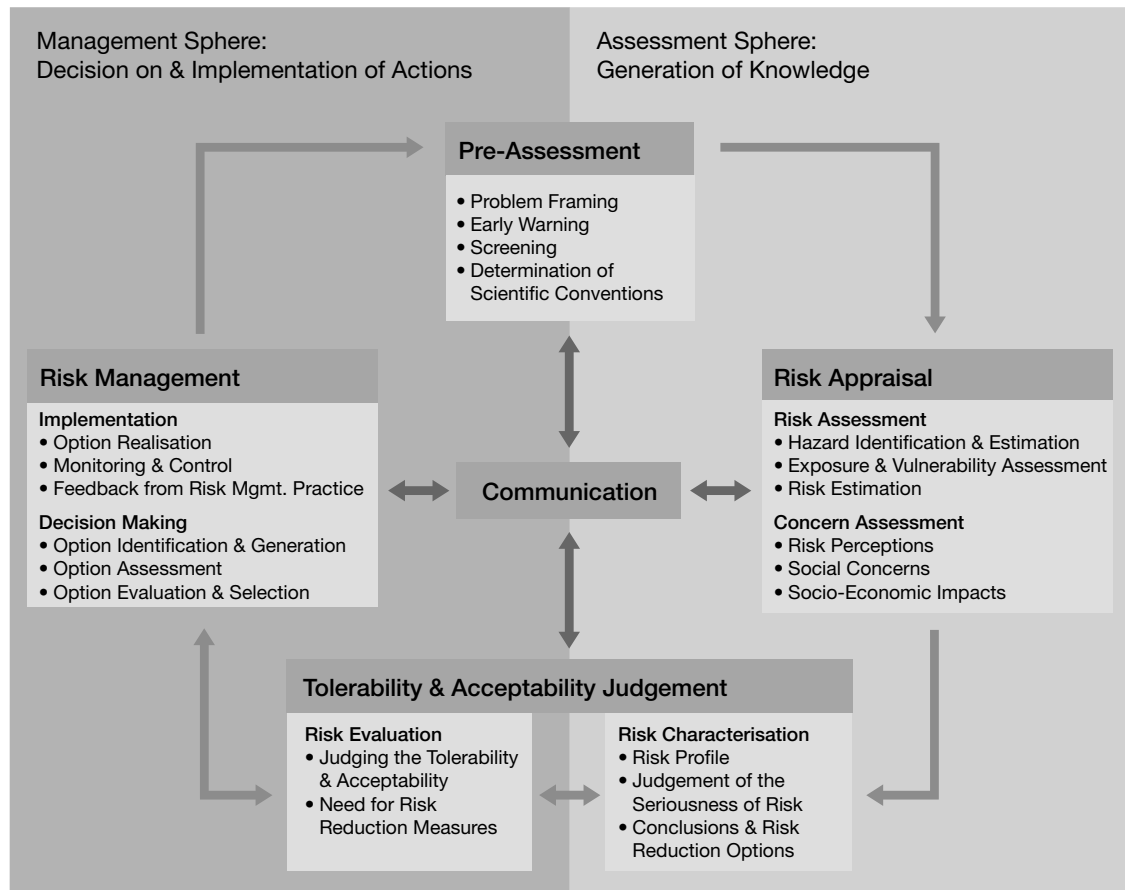 Management Sphere:
Decision on & Implementation of Actions
Assessment Sphere:
Generation of Knowledge
Pre-Assessment
• Problem Framing
• Early Warning
• Screening
• Determination of
Scientific Conventions
Risk Management
Implementation
• Option Realisation
• Monitoring & Control
• Feedback from Risk Mgmt. Practice
Decision Making
• Option Identification & Generation
• Option Assessment
• Option Evaluation & Selection
Communication
Risk Appraisal
Risk Assessment
• Hazard Identification & Estimation
• Exposure & Vulnerability Assessment
• Risk Estimation
Concern Assessment
• Risk Perceptions
• Social Concerns
• Socio-Economic Impacts
Tolerability & Acceptability Judgement
Risk Evaluation
• Judging the Tolerability
& Acceptability
• Need for Risk
Reduction Measures
Risk Characterisation
• Risk Profile
• Judgement of the
Seriousness of Risk
• Conclusions & Risk
Reduction Options